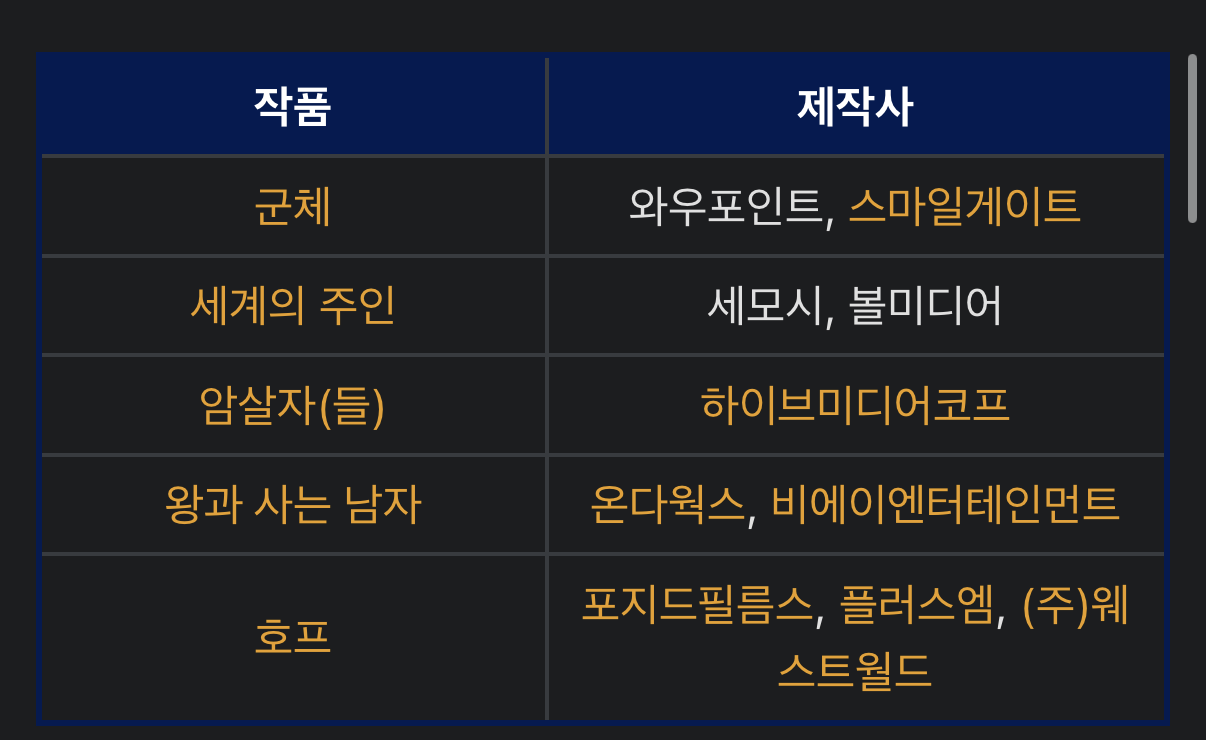 작품 제작사
군체 와우포인트, 스마일게이트
세계의 주인 세모시, 볼미디어
암살자(들) 하이브미디어코프
왕과 사는 남자 온다웍스, 비에이엔터테인먼트
호프 포지드필름스, 플러스엠, (주)웨
스트월드